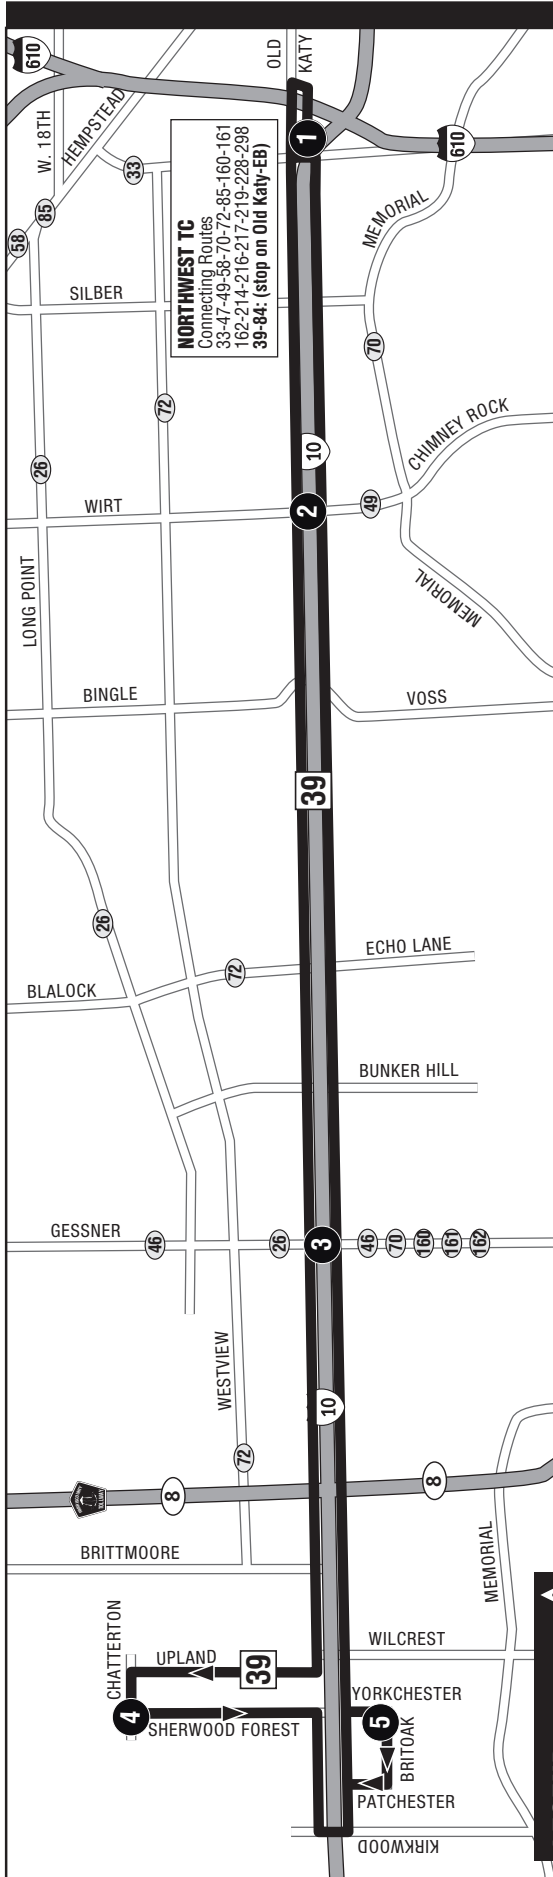 610
OLD
KATY
W. 18TH
HEMPSTEAD
33
1
610
85
58
NORTHWEST TC
Connecting Routes
33-47-49-58-70-72-85-160-161
162-214-216-217-219-228-298
39-84: (stop on Old Katy-EB)
MEMORIAL
SILBER
70
72
10
CHIMNEY ROCK
26
WIRT
2
49
LONG POINT
MEMORIAL
BINGLE
VOSS
39
26
ECHO LANE
72
BLALOCK
BUNKER HILL
GESSNER
46
26
3
46
70
160
161
162
WESTVIEW
10
72
8
8
BRITTMOORE
MEMORIAL
CHATTERTON
UPLAND
39
WILCREST
4
SHERWOOD FOREST
YORKCHESTER
5
BRITOAK
PATCHESTER
KIRKWOOD